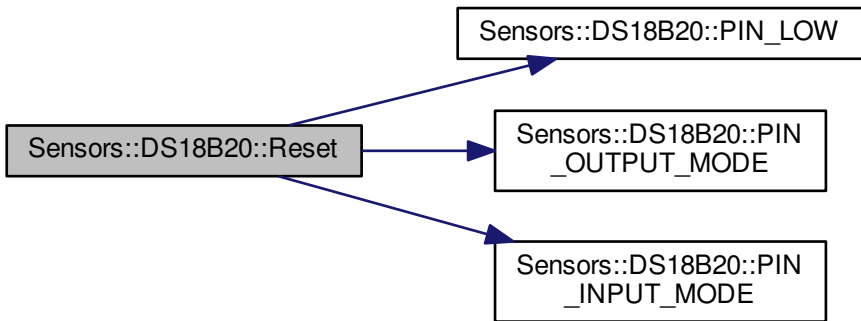 Sensors::DS18B20::PIN_LOW
Sensors::DS18B20::Reset
Sensors::DS18B20::PIN
_OUTPUT_MODE
Sensors::DS18B20::PIN
_INPUT_MODE